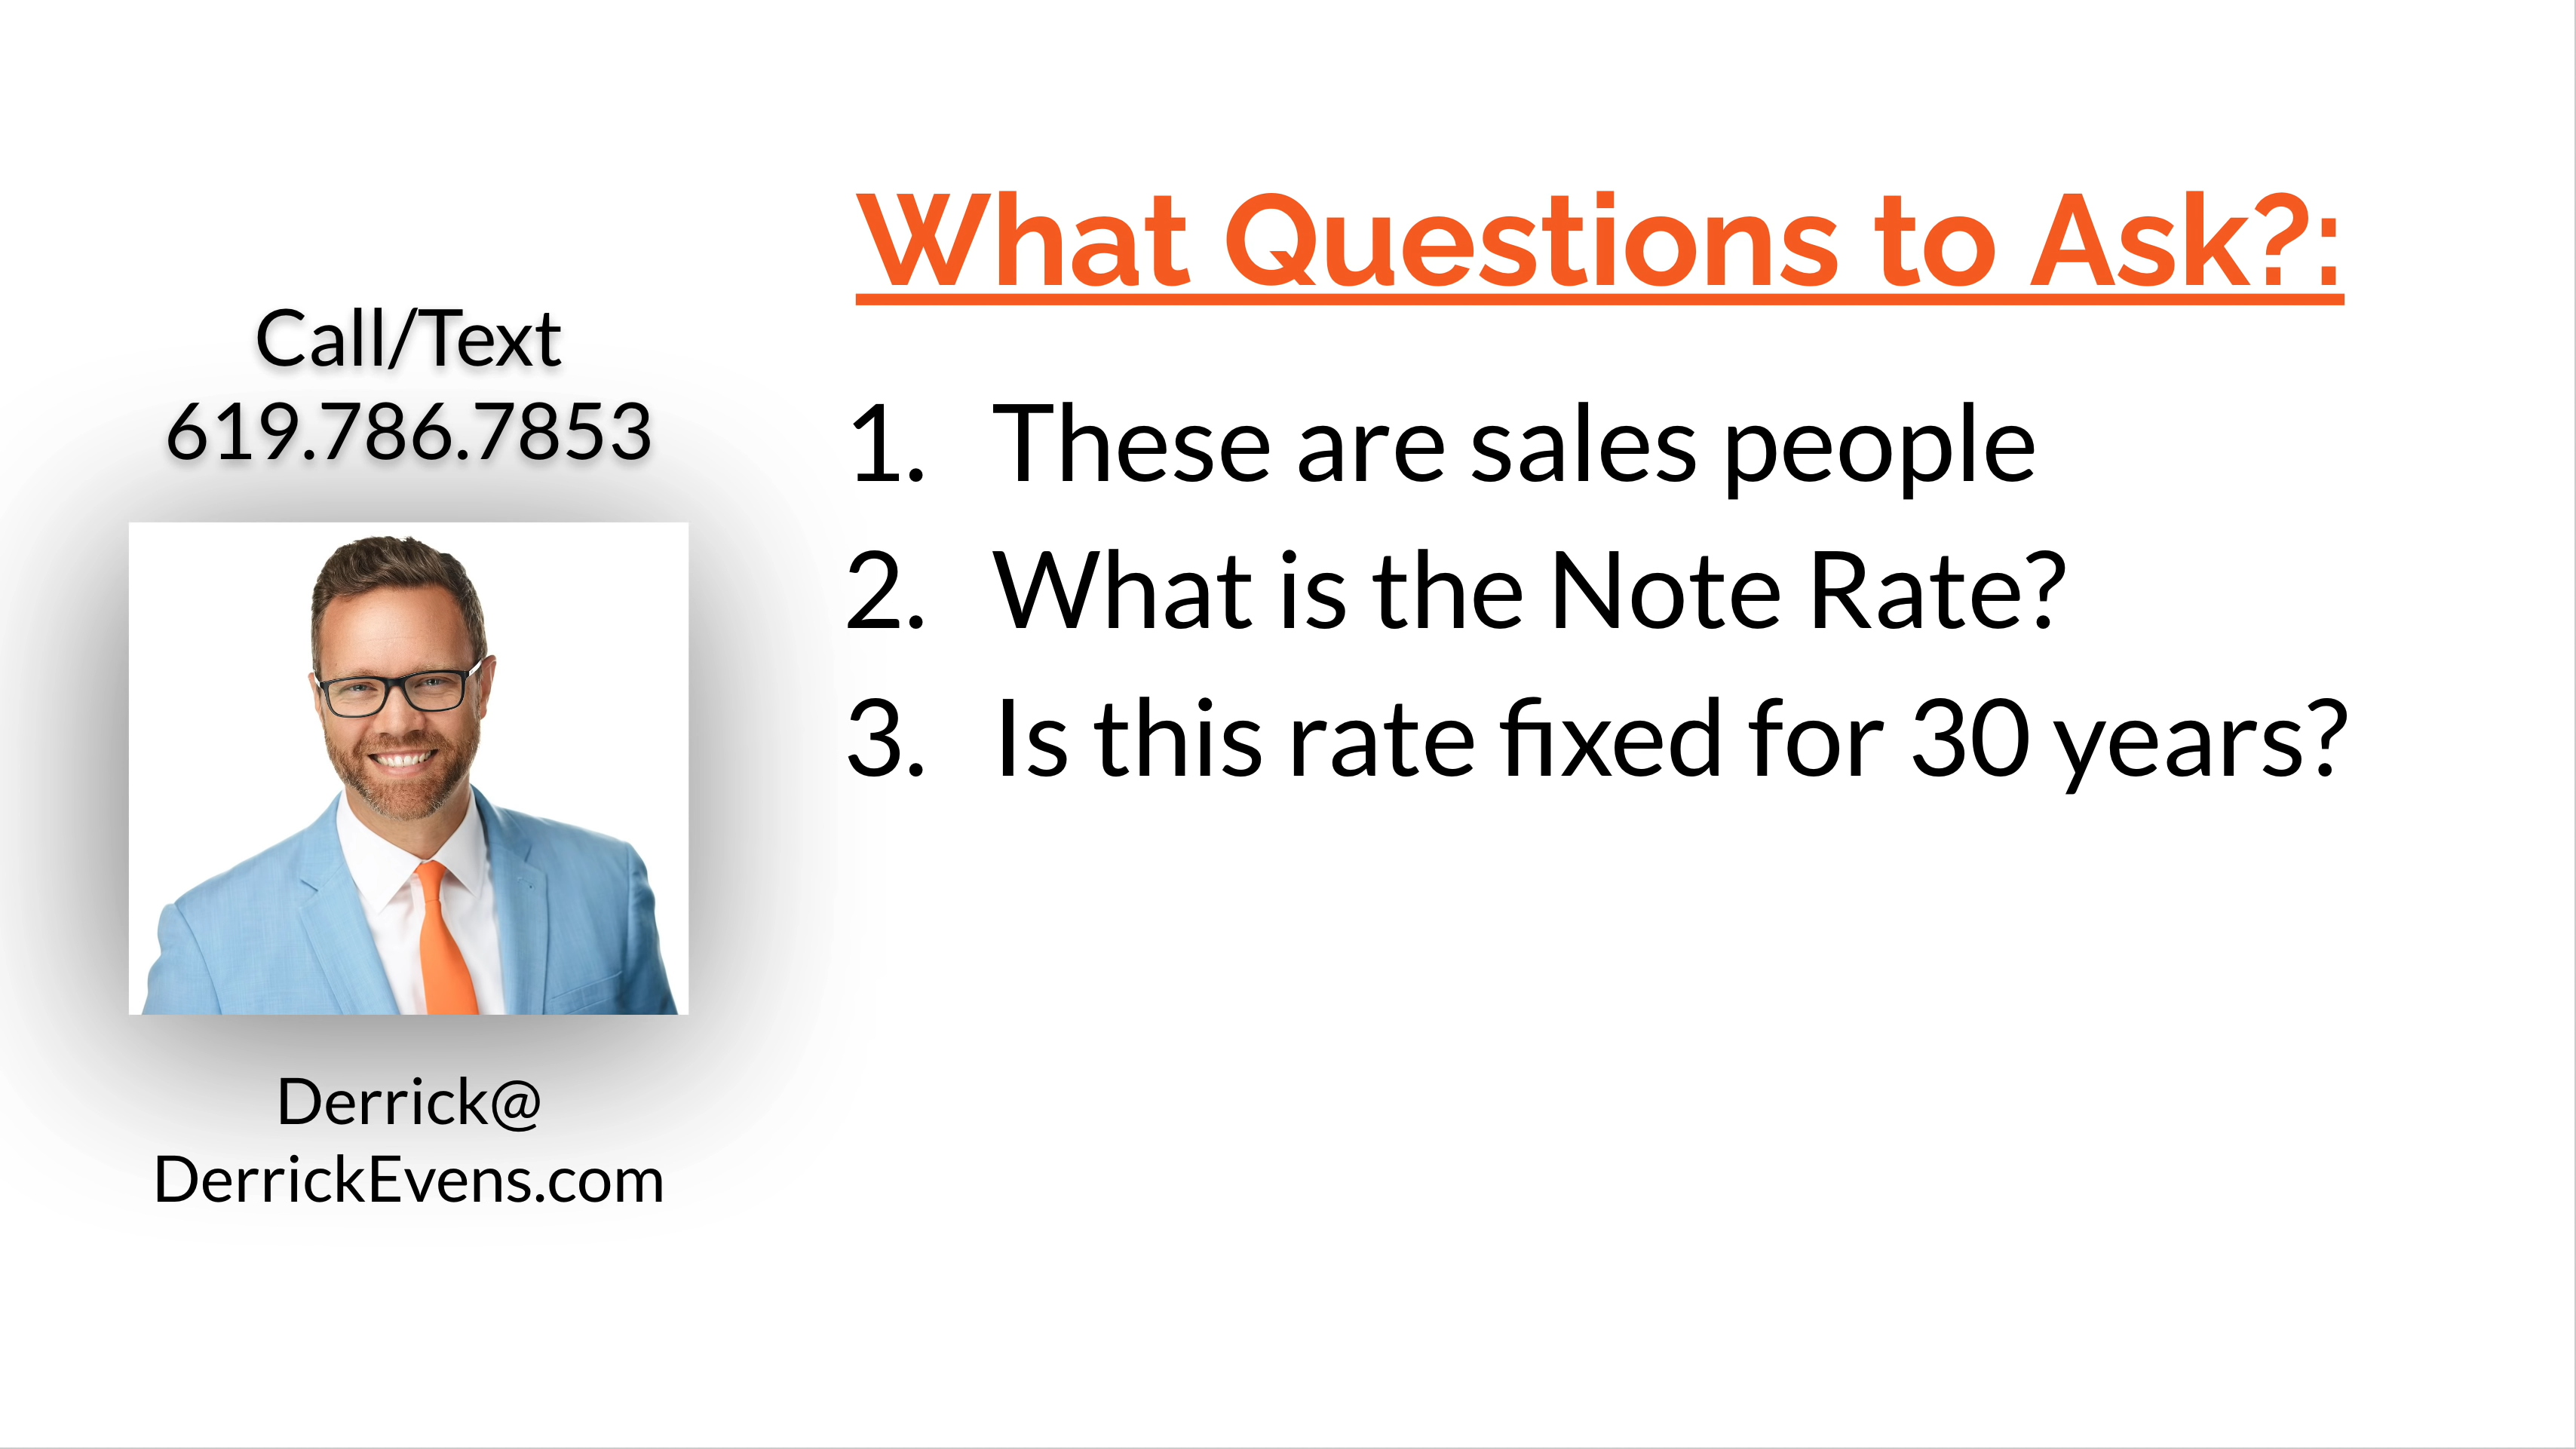 What Questions to Ask?:
Call/Text
619.786.7853
1. These are sales people
2. What is the Note Rate?
3. Is this rate fixed for 30 years?
Derrick@
DerrickEvens.com